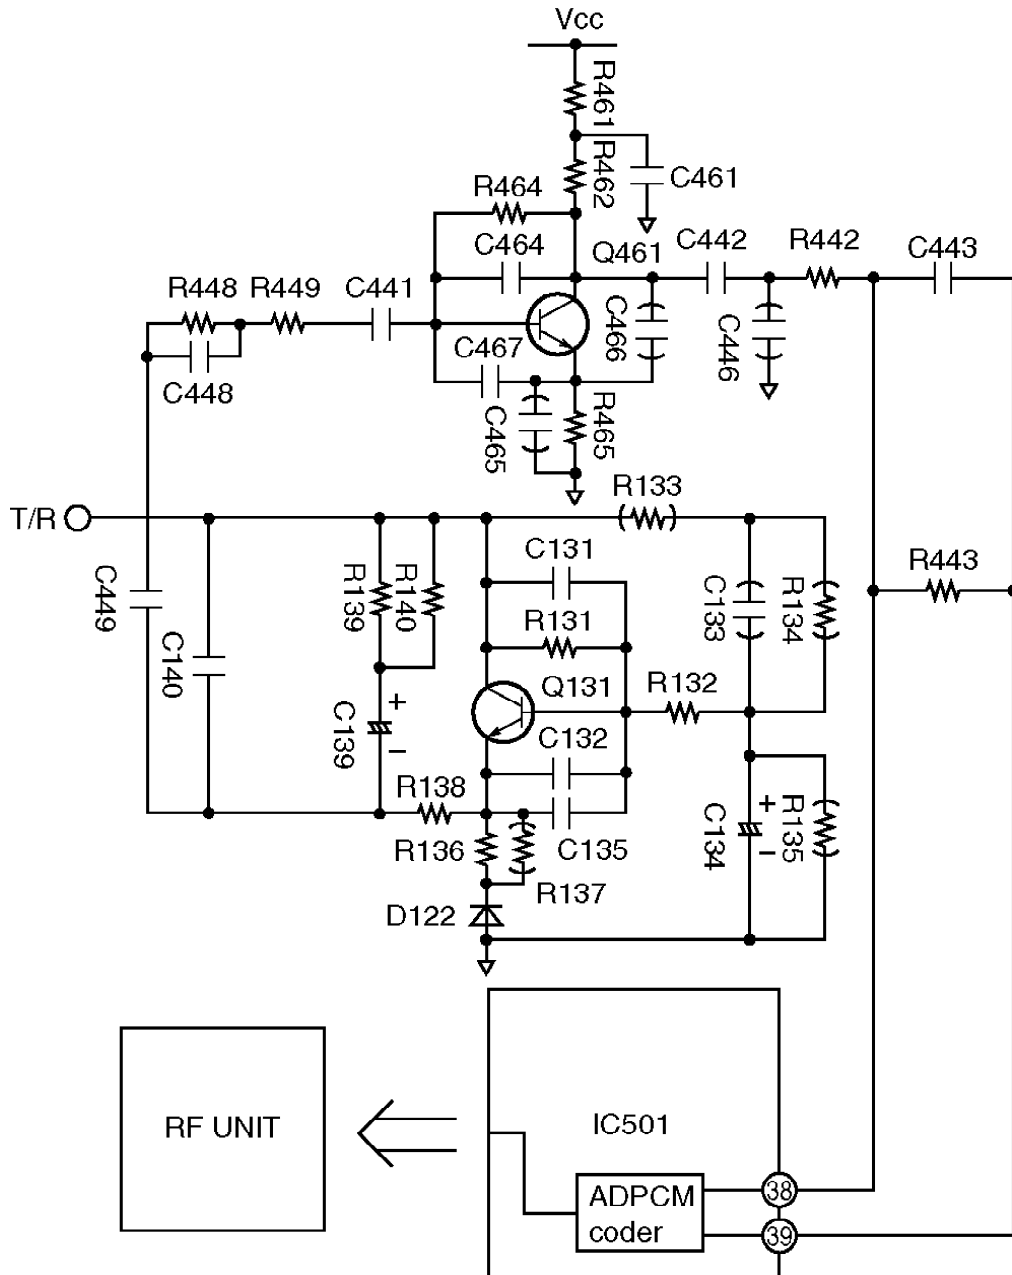 Vcc
R461
R462
C461
R464
C464
Q461
C442
R442
C443
R448
R449
C441
C467
C466
C446
C448
C465
R465
T/R
R133
C131
R131
C449
C140
R139
R140
C133
R134
R443
Q131
R132
C139
+
–
C132
R138
R136
C135
R137
C134
+
–
R135
D122
RF UNIT
IC501
ADPCM
coder
38
39